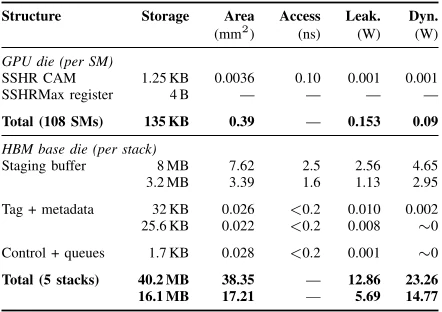 Structure Storage Area Access Leak. Dyn.
(mm²) (ns) (W) (W)
GPU die (per SM)
SSHR CAM 1.25 KB 0.0036 0.10 0.001 0.001
SSHRMax register 4 B — — — —
Total (108 SMs) 135 KB 0.39 — 0.153 0.09
HBM base die (per stack)
Staging buffer 8 MB 7.62 2.5 2.56 4.65
3.2 MB 3.39 1.6 1.13 2.95
Tag + metadata 32 KB 0.026 <0.2 0.010 0.002
25.6 KB 0.022 <0.2 0.008 ~0
Control + queues 1.7 KB 0.028 <0.2 0.001 ~0
Total (5 stacks) 40.2 MB 38.35 — 12.86 23.26
16.1 MB 17.21 — 5.69 14.77